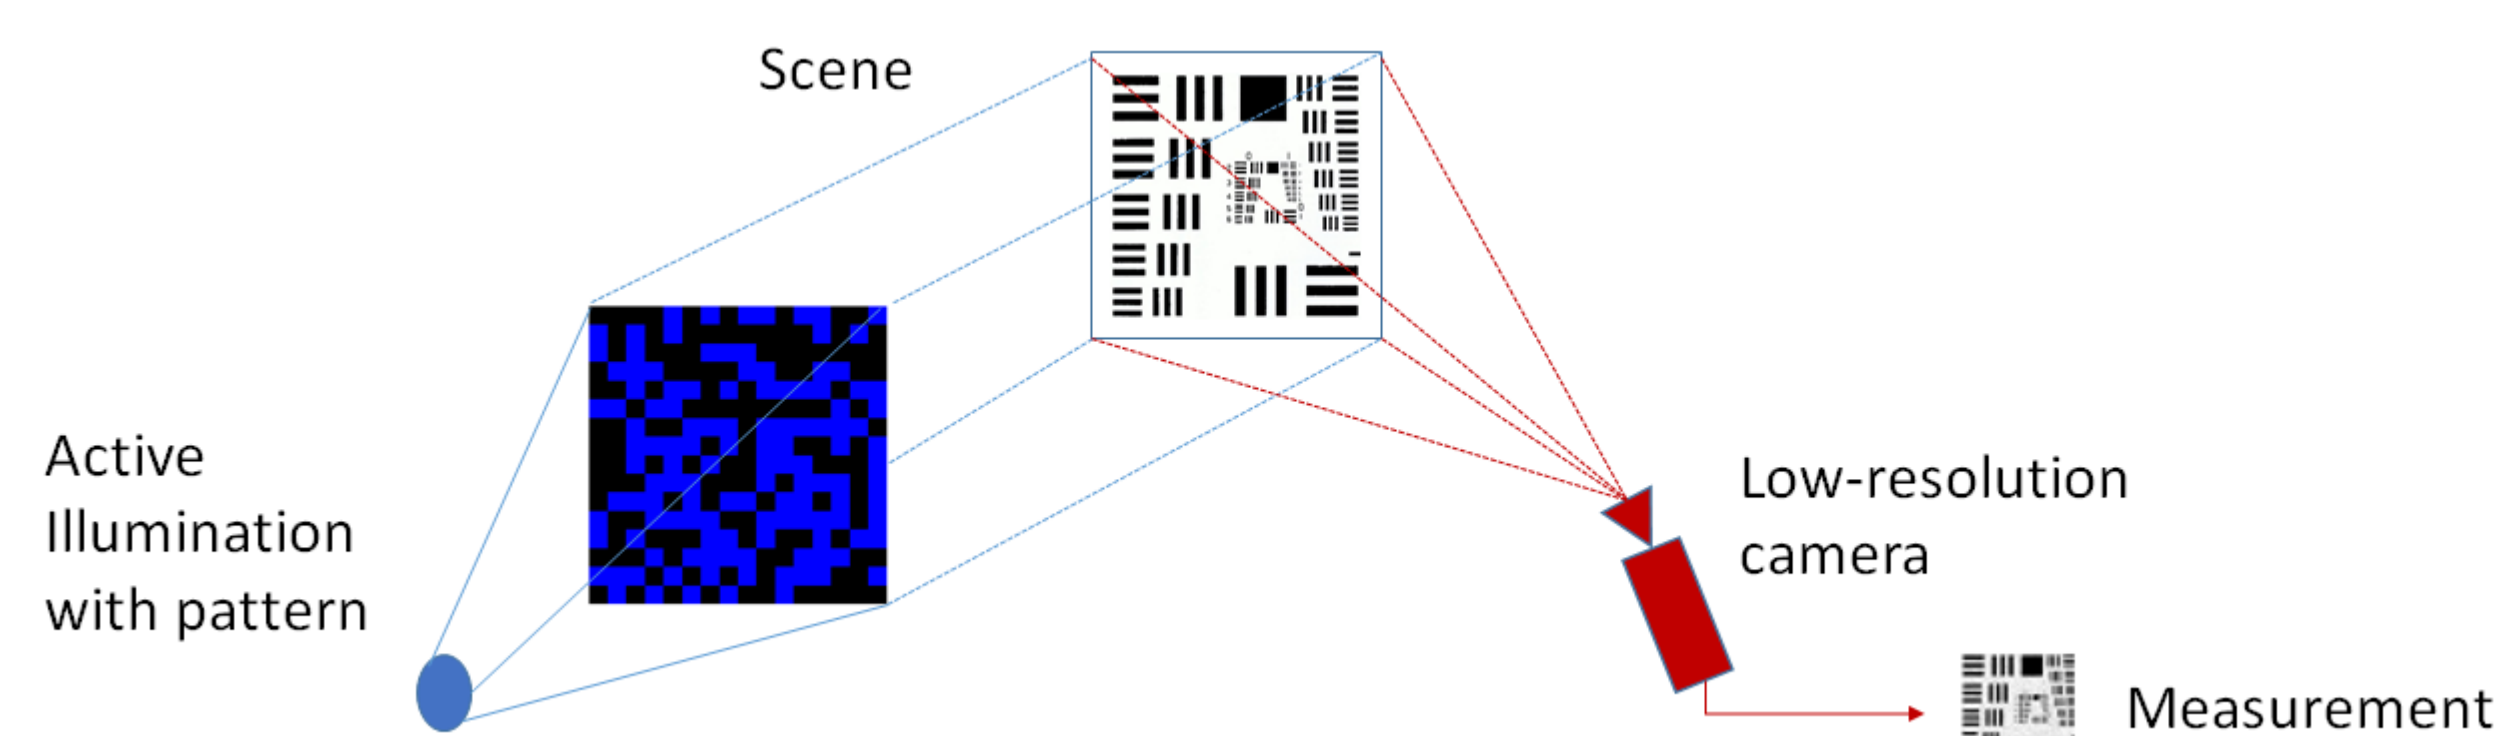 Scene
Active
Illumination
with pattern
Low-resolution
camera
Measurement